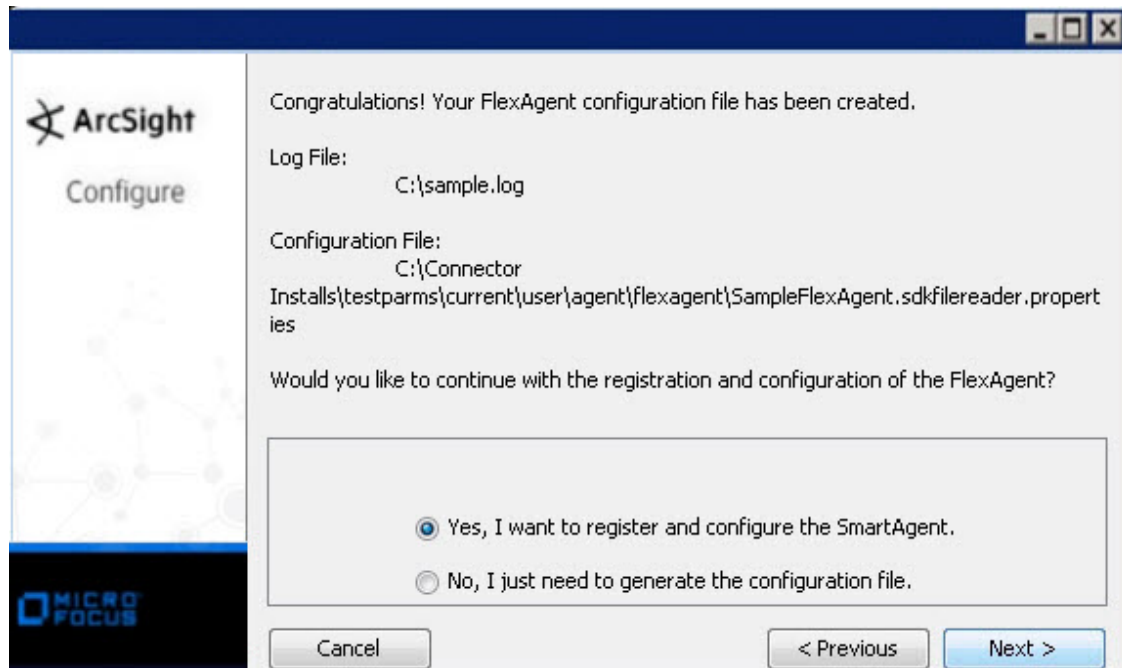 ArcSight
Configure
Congratulations! Your FlexAgent configuration file has been created.
Log File:
C:\sample.log
Configuration File:
C:\Connector
Installs\testparms\current\user\agent\flexagent\SampleFlexAgent.sdkfilereader.propert
ies
Would you like to continue with the registration and configuration of the FlexAgent?
Yes, I want to register and configure the SmartAgent.
No, I just need to generate the configuration file.
MICRO
FOCUS
Cancel
< Previous
Next >